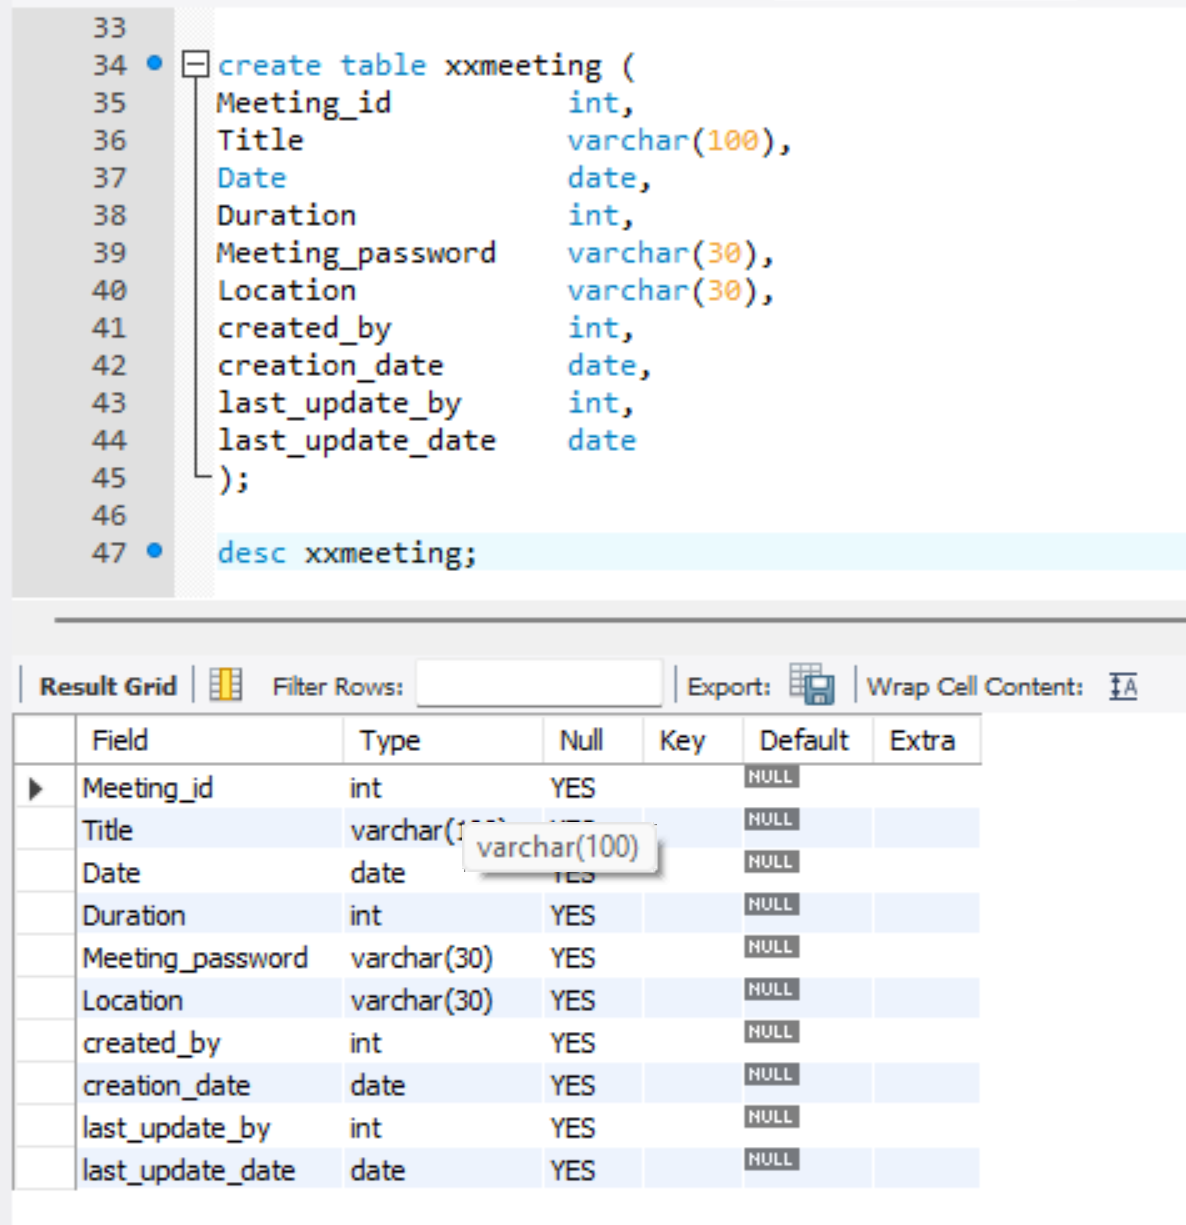 33
34 create table xxmeeting (
35 Meeting_id int,
36 Title varchar(100),
37 Date date,
38 Duration int,
39 Meeting_password varchar(30),
40 Location varchar(30),
41 created_by int,
42 creation_date date,
43 last_update_by int,
44 last_update_date date
45 );
46
47 desc xxmeeting;
Result Grid Filter Rows: Export: Wrap Cell Content: A
Field Type Null Key Default Extra
Meeting_id int YES NULL
Title varchar( NULL
varchar(100)
Date date YES NULL
Duration int YES NULL
Meeting_password varchar(30) YES NULL
Location varchar(30) YES NULL
created_by int YES NULL
creation_date date YES NULL
last_update_by int YES NULL
last_update_date date YES NULL